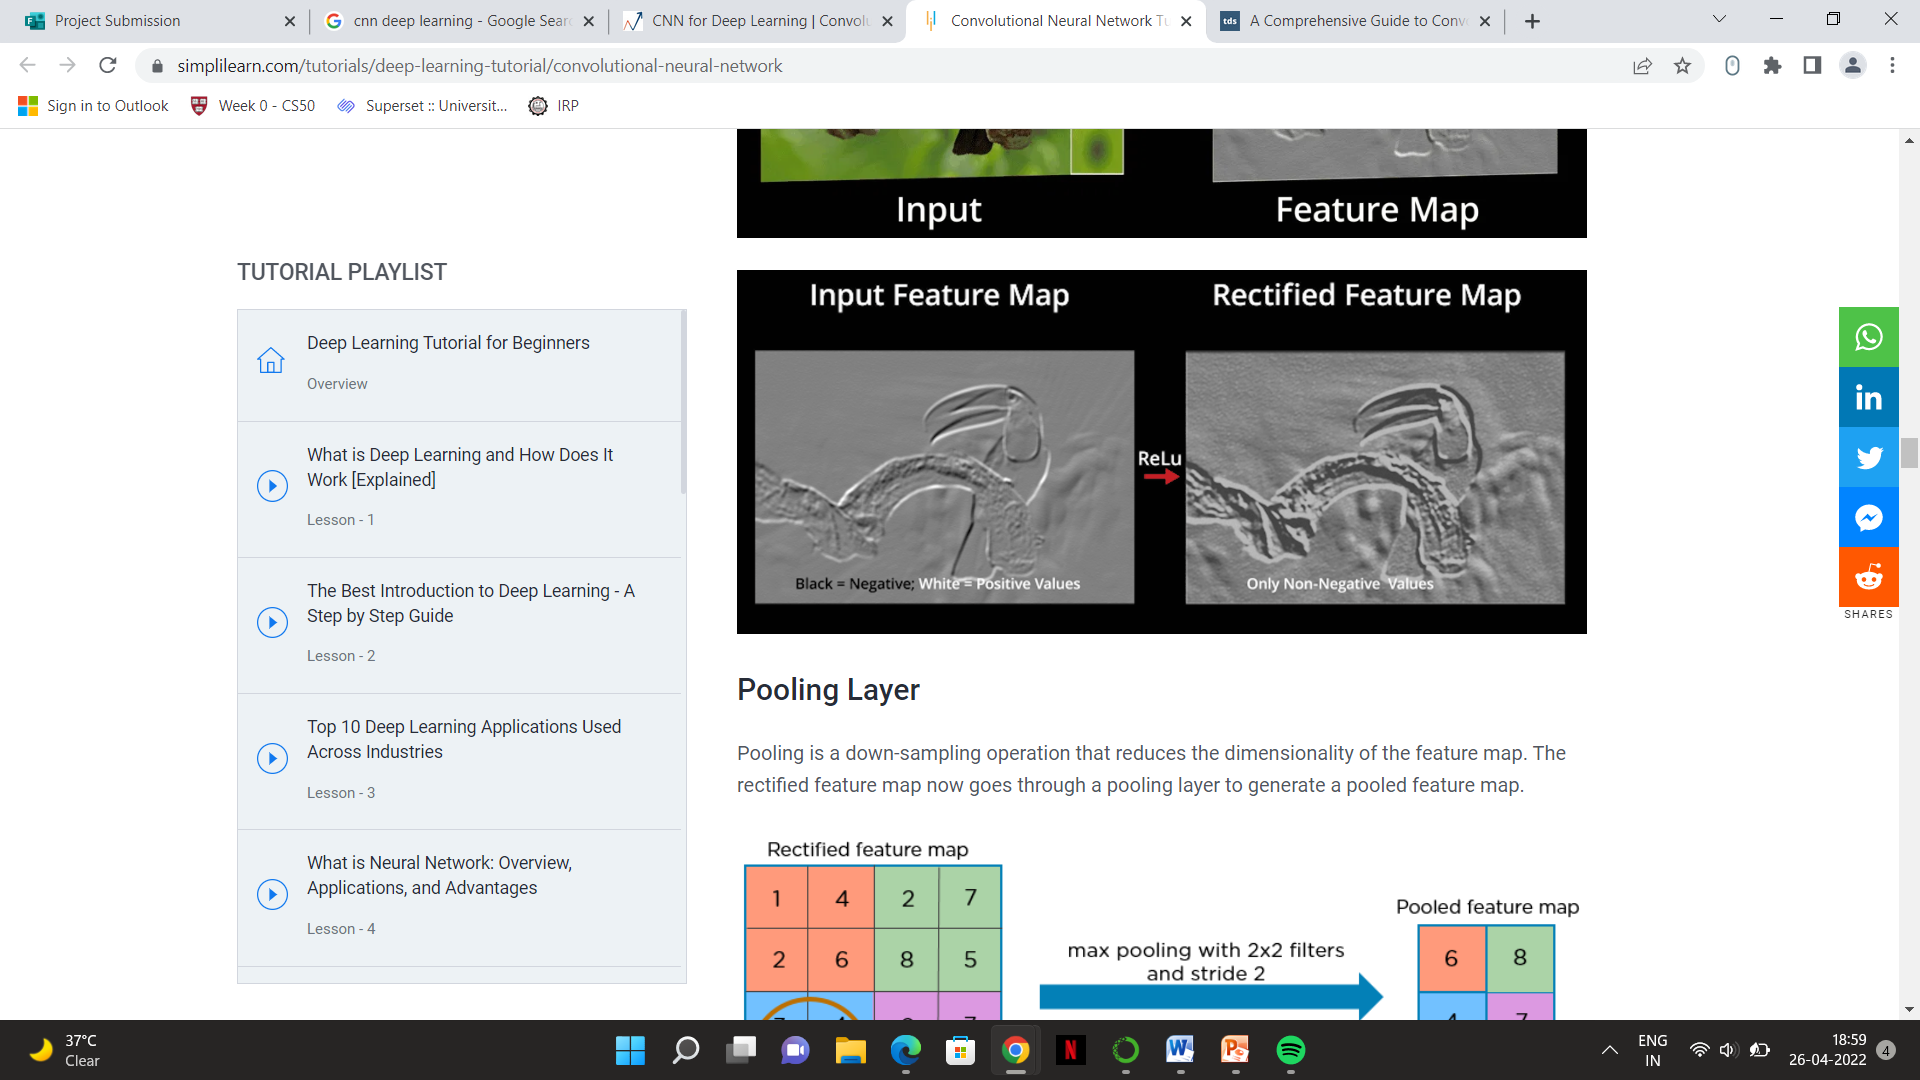 Project Submission
cnn deep learning - Google Sear
CNN for Deep Learning | Convolu
Convolutional Neural Network Tu
tds
A Comprehensive Guide to Conv
simplilearn.com/tutorials/deep-learning-tutorial/convolutional-neural-network
Sign in to Outlook
Week 0 - CS50
Superset :: Universit...
IRP
Input
Feature Map
TUTORIAL PLAYLIST
Deep Learning Tutorial for Beginners
Overview
What is Deep Learning and How Does It
Work [Explained]
Lesson - 1
The Best Introduction to Deep Learning - A
Step by Step Guide
Lesson - 2
Top 10 Deep Learning Applications Used
Across Industries
Lesson - 3
What is Neural Network: Overview,
Applications, and Advantages
Lesson - 4
Input Feature Map
Rectified Feature Map
ReLu
Black = Negative; White = Positive Values
Only Non-Negative Values
Pooling Layer
Pooling is a down-sampling operation that reduces the dimensionality of the feature map. The
rectified feature map now goes through a pooling layer to generate a pooled feature map.
Rectified feature map
1 4 2 7
2 6 8 5
max pooling with 2x2 filters
and stride 2
Pooled feature map
6 8
SHARES
37°C
Clear
ENG
IN
18:59
26-04-2022
4